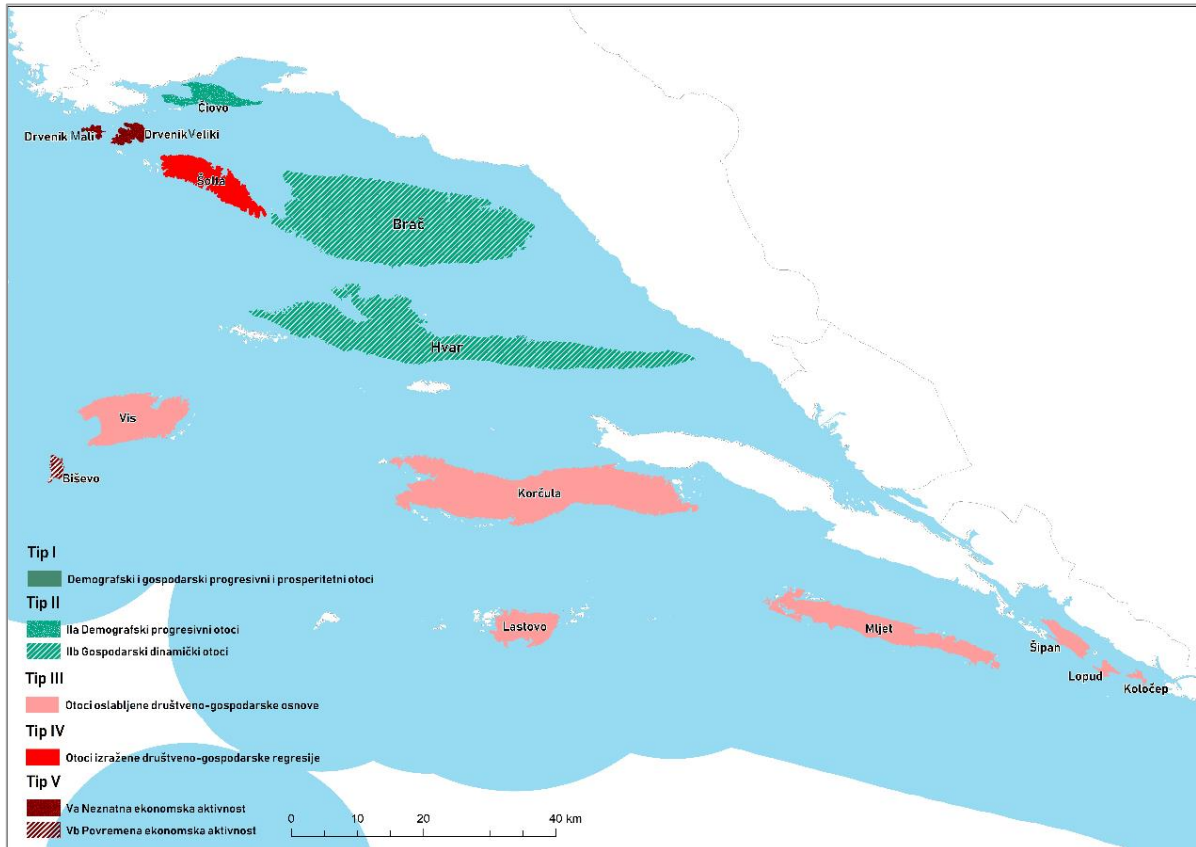 Čiovo
Drvenik Mali
DrvenikVeliki
Šolta
Brač
Hvar
Vis
Biševo
Korčula
Lastovo
Mljet
Šipan
Lopud
Koločep
Tip I
Demografski i gospodarski progresivni i prosperitetni otoci
Tip II
IIa Demografski progresivni otoci
IIb Gospodarski dinamički otoci
Tip III
Otoci oslabljene društveno-gospodarske osnove
Tip IV
Otoci izražene društveno-gospodarske regresije
Tip V
Va Neznatna ekonomska aktivnost
Vb Povremena ekonomska aktivnost
0 10 20 40 km